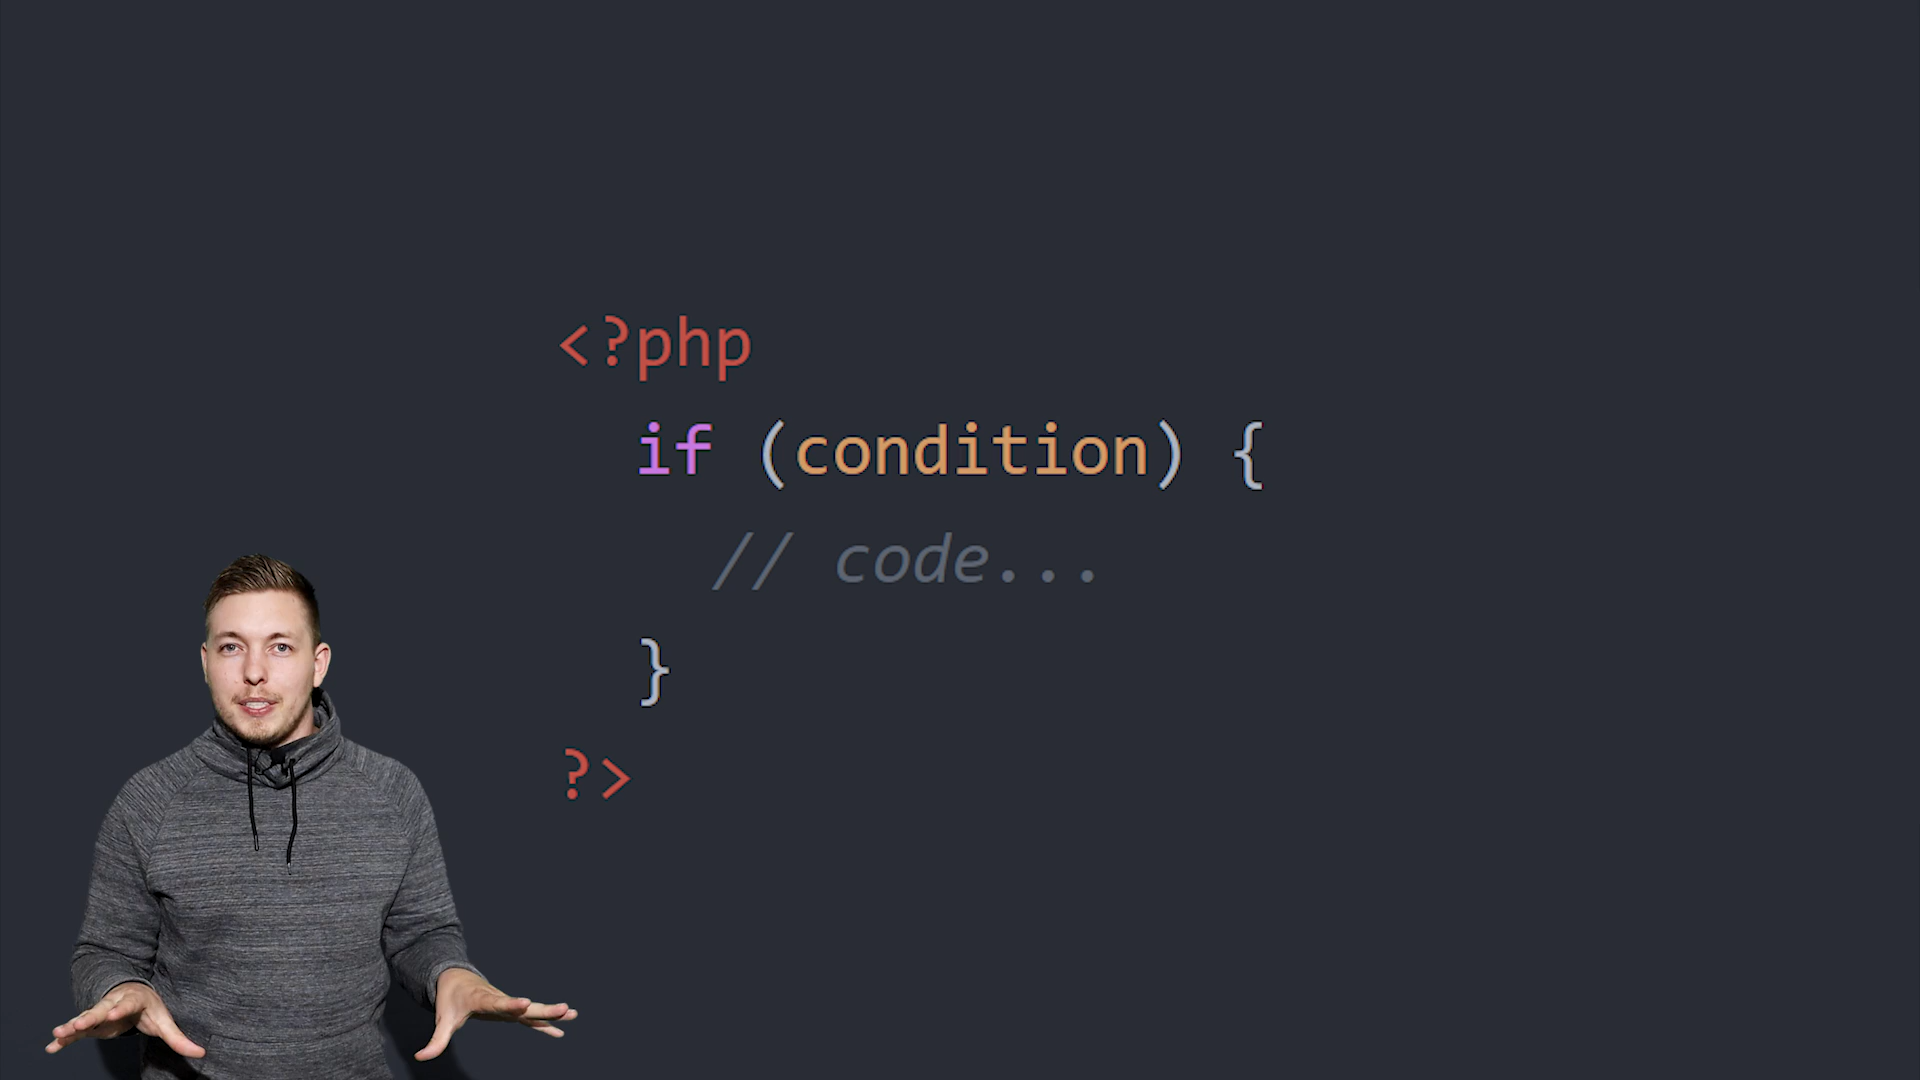 <?php
if (condition) {
// code...
}
?>